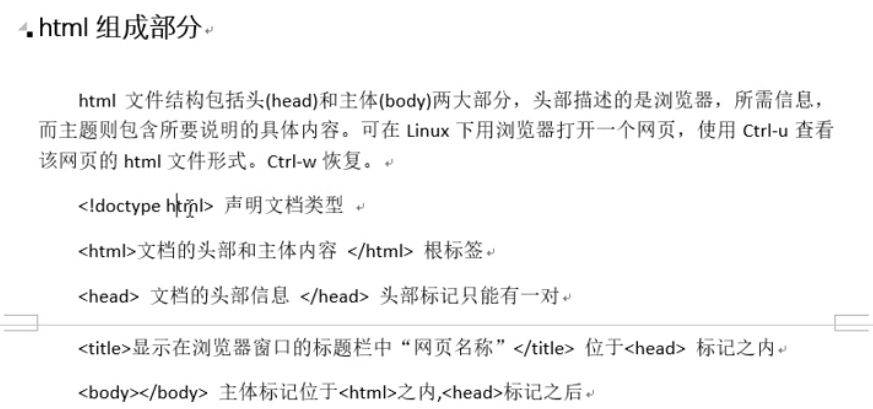 html 组成部分
html 文件结构包括头(head)和主体(body)两大部分，头部描述的是浏览器，所需信息，
而主题则包含所要说明的具体内容。可在 Linux 下用浏览器打开一个网页，使用 Ctrl-u 查看
该网页的 html 文件形式。Ctrl-w 恢复。
<!doctype html> 声明文档类型
<html>文档的头部和主体内容 </html> 根标签
<head> 文档的头部信息 </head> 头部标记只能有一对
<title>显示在浏览器窗口的标题栏中“网页名称”</title> 位于<head> 标记之内
<body></body> 主体标记位于<html>之内,<head>标记之后